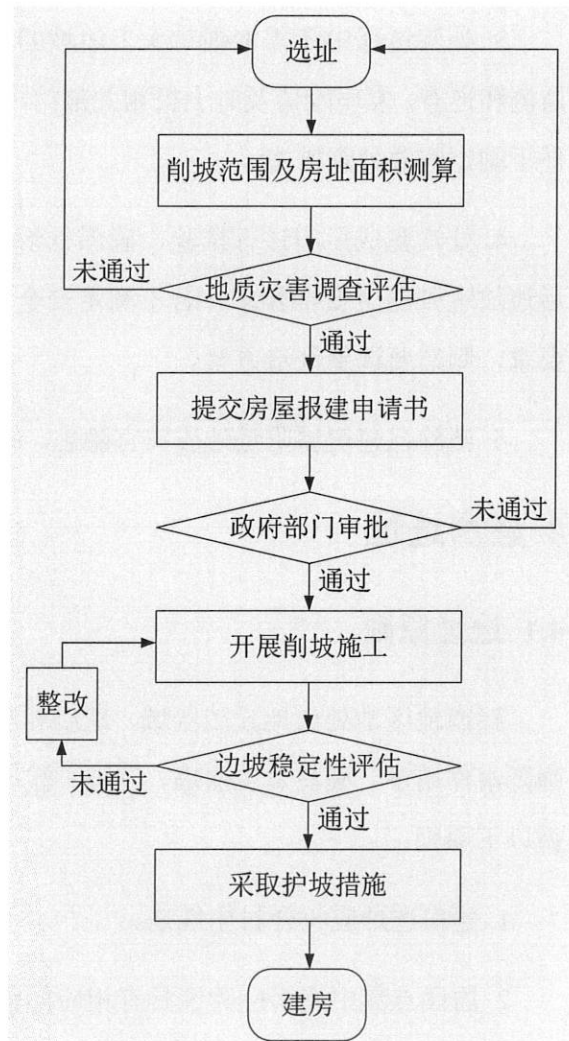 选址
削坡范围及房址面积测算
未通过
地质灾害调查评估
通过
提交房屋报建申请书
未通过
政府部门审批
通过
开展削坡施工
整改
边坡稳定性评估
未通过
通过
采取护坡措施
建房